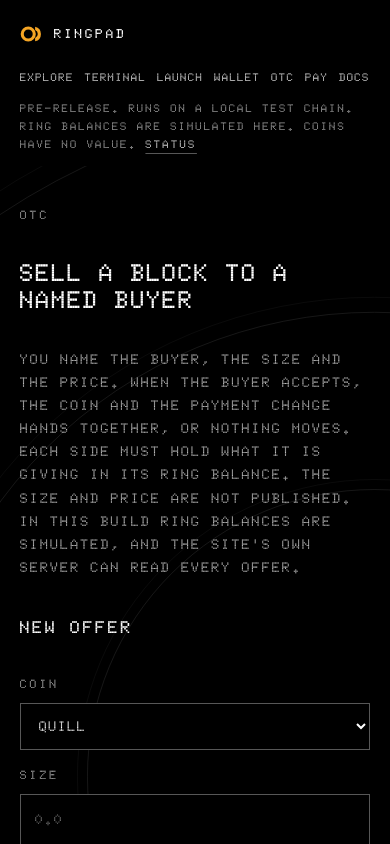 RINGPAD
EXPLORE TERMINAL LAUNCH WALLET OTC PAY DOCS
PRE-RELEASE. RUNS ON A LOCAL TEST CHAIN.
RING BALANCES ARE SIMULATED HERE. COINS
HAVE NO VALUE. STATUS
OTC
SELL A BLOCK TO A
NAMED BUYER
YOU NAME THE BUYER, THE SIZE AND
THE PRICE. WHEN THE BUYER ACCEPTS,
THE COIN AND THE PAYMENT CHANGE
HANDS TOGETHER, OR NOTHING MOVES.
EACH SIDE MUST HOLD WHAT IT IS
GIVING IN ITS RING BALANCE. THE
SIZE AND PRICE ARE NOT PUBLISHED.
IN THIS BUILD RING BALANCES ARE
SIMULATED, AND THE SITE'S OWN
SERVER CAN READ EVERY OFFER.
NEW OFFER
COIN
QUILL
SIZE
0.0